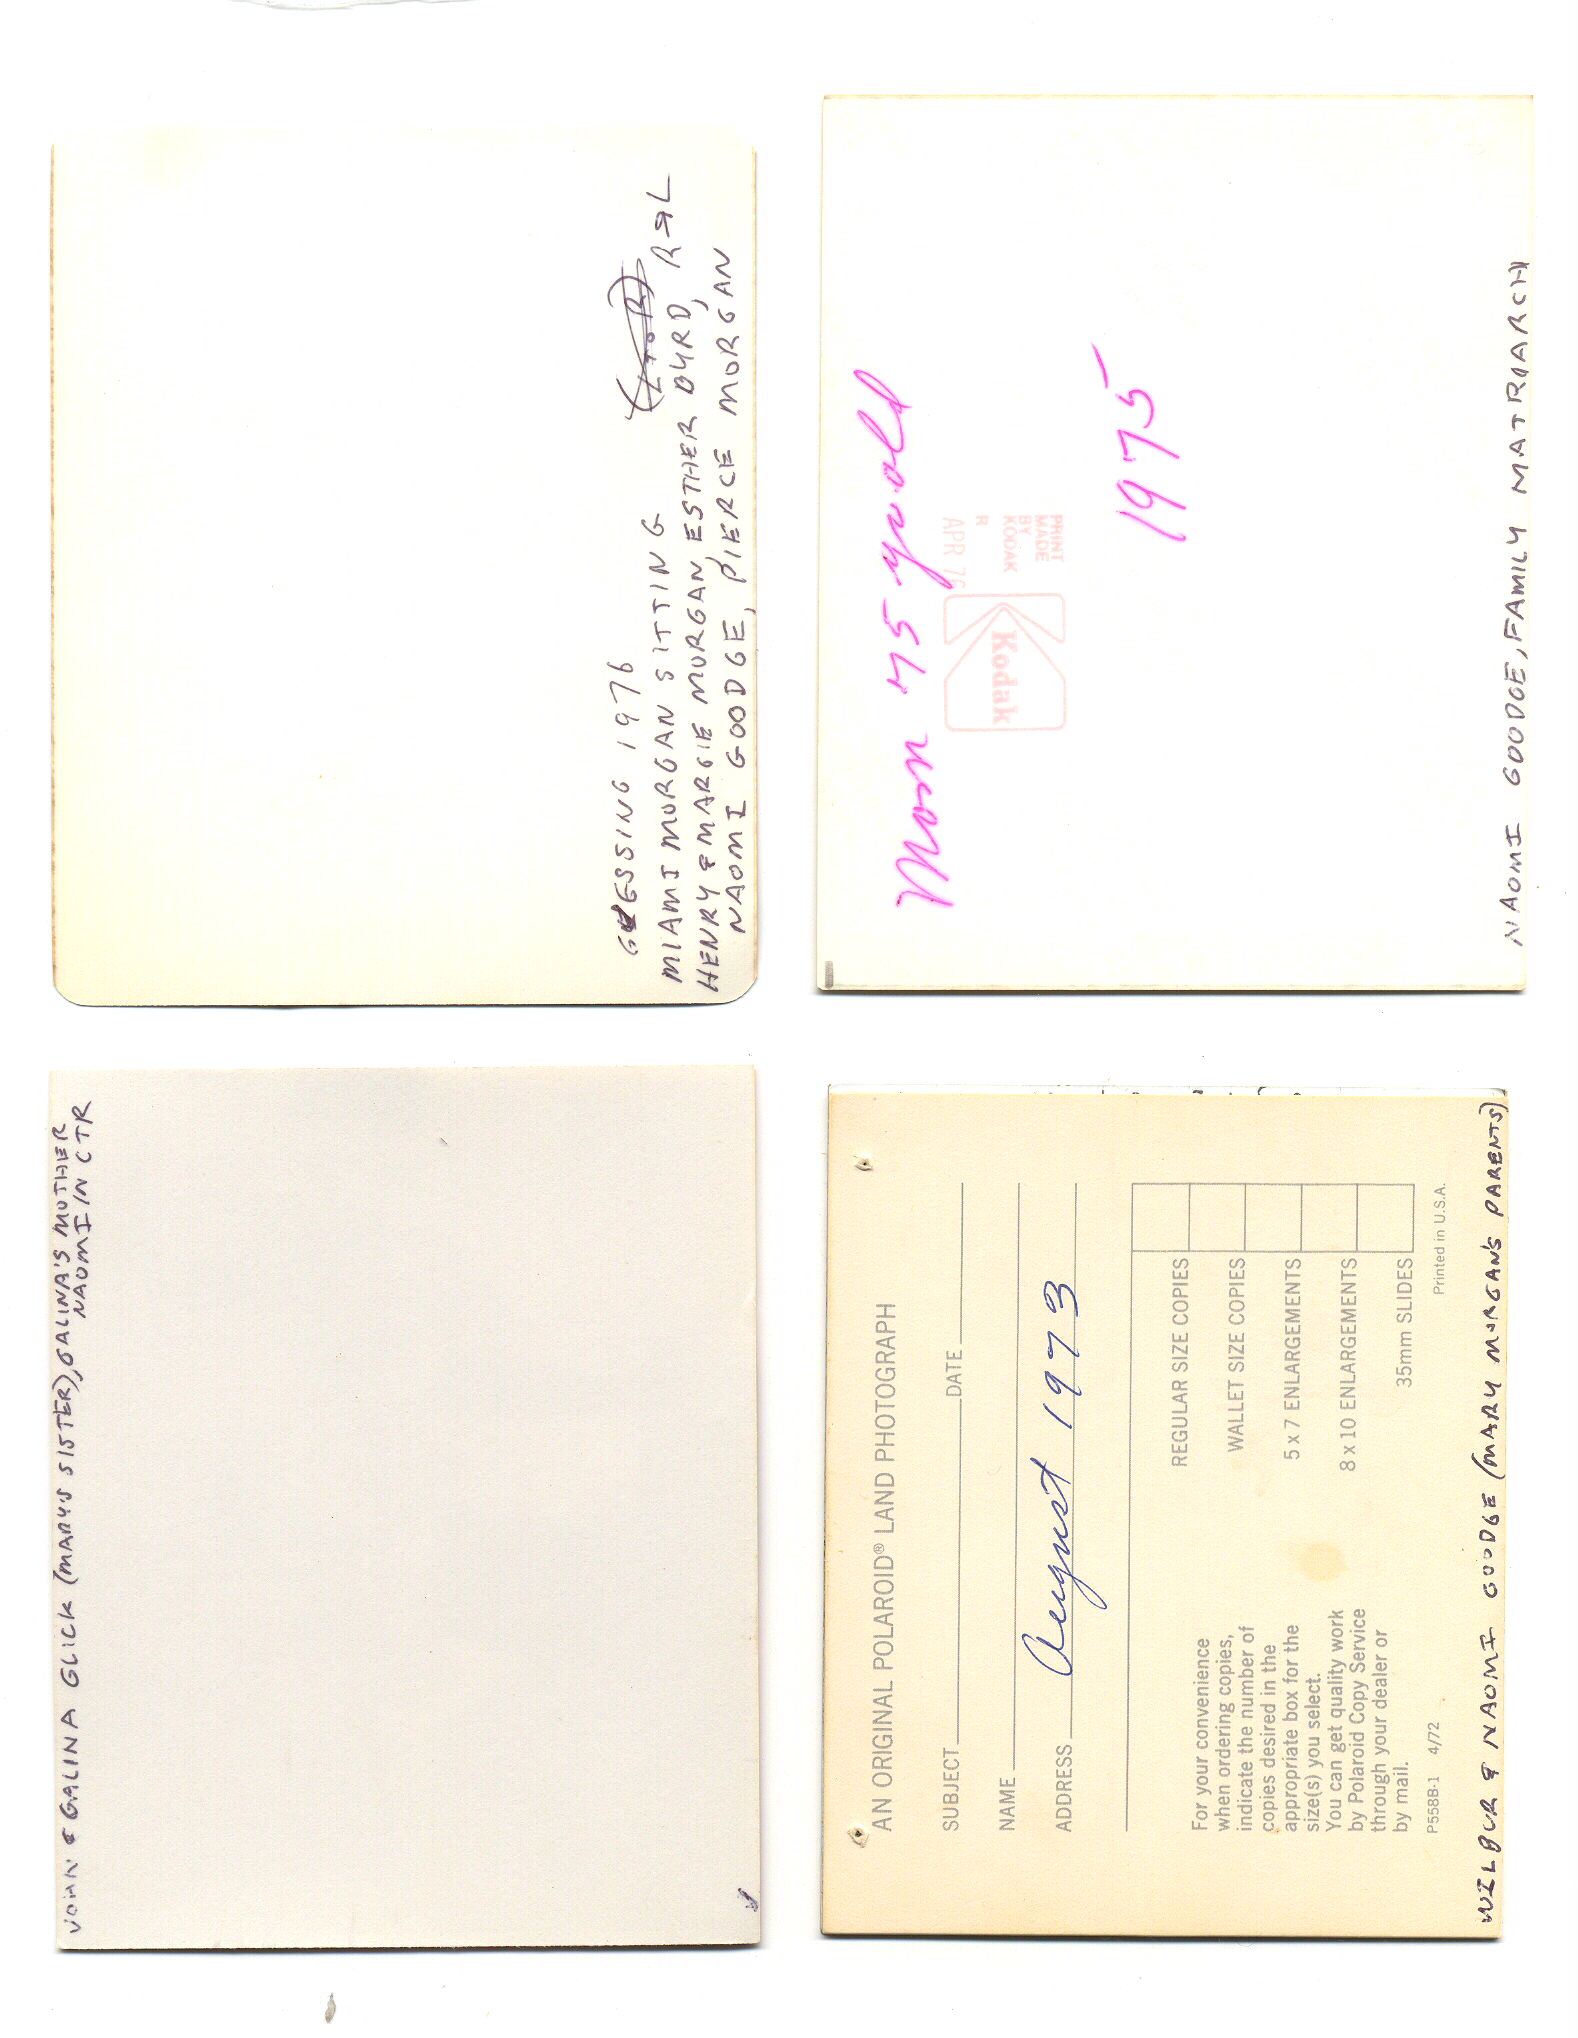 GUESSING 1976
(L TO R)
MIAMI MORGAN SITTING
HENRY & MARGIE MORGAN, ESTHER BYRD, R→L
NAOMI GOODGE, PIERCE MORGAN
Mom 75 yr old
1975
PRINT
MADE
BY
KODAK
R
APR 76
Kodak
NAOMI GOODGE, FAMILY MATRIARCH
JOHN & GALINA GLICK (MARY'S SISTER), GALINA'S MOTHER
NAOMI IN CTR
AN ORIGINAL POLAROID® LAND PHOTOGRAPH
SUBJECT DATE
NAME
ADDRESS
August 1973
For your convenience
when ordering copies,
indicate the number of
copies desired in the
appropriate box for the
size(s) you select.
You can get quality work
by Polaroid Copy Service
through your dealer or
by mail.
REGULAR SIZE COPIES
WALLET SIZE COPIES
5 x 7 ENLARGEMENTS
8 x 10 ENLARGEMENTS
35mm SLIDES
P558B-1 4/72
Printed in U.S.A.
WILBUR & NAOMI GOODGE (MARY MORGAN'S PARENTS)